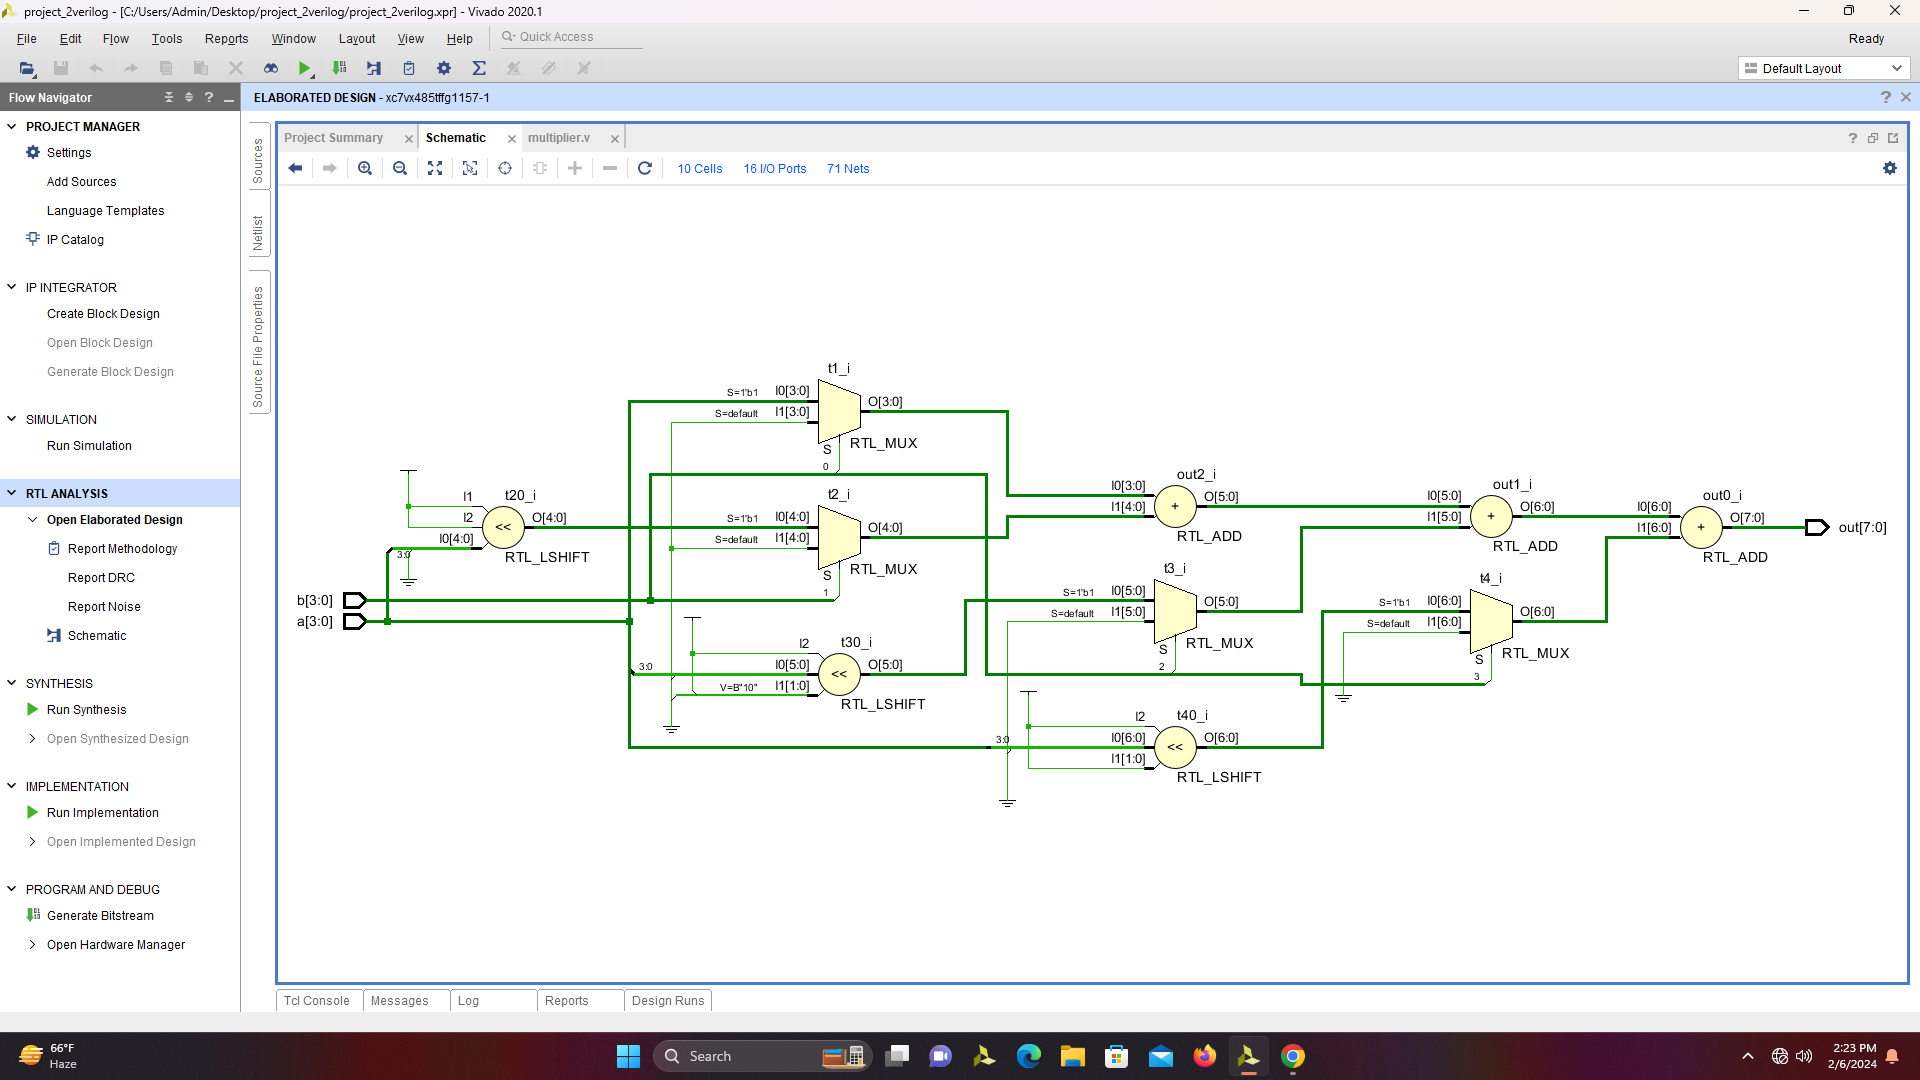 project_2verilog - [C:/Users/Admin/Desktop/project_2verilog/project_2verilog.xpr] - Vivado 2020.1
File Edit Flow Tools Reports Window Layout View Help Quick Access Ready
Default Layout
Flow Navigator
ELABORATED DESIGN - xc7vx485tffg1157-1
PROJECT MANAGER
Settings
Add Sources
Language Templates
IP Catalog
IP INTEGRATOR
Create Block Design
Open Block Design
Generate Block Design
SIMULATION
Run Simulation
RTL ANALYSIS
Open Elaborated Design
Report Methodology
Report DRC
Report Noise
Schematic
SYNTHESIS
Run Synthesis
Open Synthesized Design
IMPLEMENTATION
Run Implementation
Open Implemented Design
PROGRAM AND DEBUG
Generate Bitstream
Open Hardware Manager
Sources
Netlist
Source File Properties
Project Summary Schematic multiplier.v
10 Cells 16 I/O Ports 71 Nets
t1_i
S=1'b1 I0[3:0]
S=default I1[3:0]
O[3:0]
S
RTL_MUX
0
t20_i
I1
I2
I0[4:0]
3:0
<<
O[4:0]
RTL_LSHIFT
t2_i
S=1'b1 I0[4:0]
S=default I1[4:0]
O[4:0]
S
RTL_MUX
1
b[3:0]
a[3:0]
t30_i
I2
3:0 I0[5:0]
V=B"10" I1[1:0]
<<
O[5:0]
RTL_LSHIFT
out2_i
I0[3:0]
I1[4:0]
+
O[5:0]
RTL_ADD
t3_i
S=1'b1 I0[5:0]
S=default I1[5:0]
O[5:0]
S
RTL_MUX
2
t40_i
I2
3:0 I0[6:0]
I1[1:0]
<<
O[6:0]
RTL_LSHIFT
out1_i
I0[5:0]
I1[5:0]
+
O[6:0]
RTL_ADD
t4_i
S=1'b1 I0[6:0]
S=default I1[6:0]
O[6:0]
S
RTL_MUX
3
out0_i
I0[6:0]
I1[6:0]
+
O[7:0]
RTL_ADD
out[7:0]
Tcl Console Messages Log Reports Design Runs
66°F
Haze
Search
2:23 PM
2/6/2024